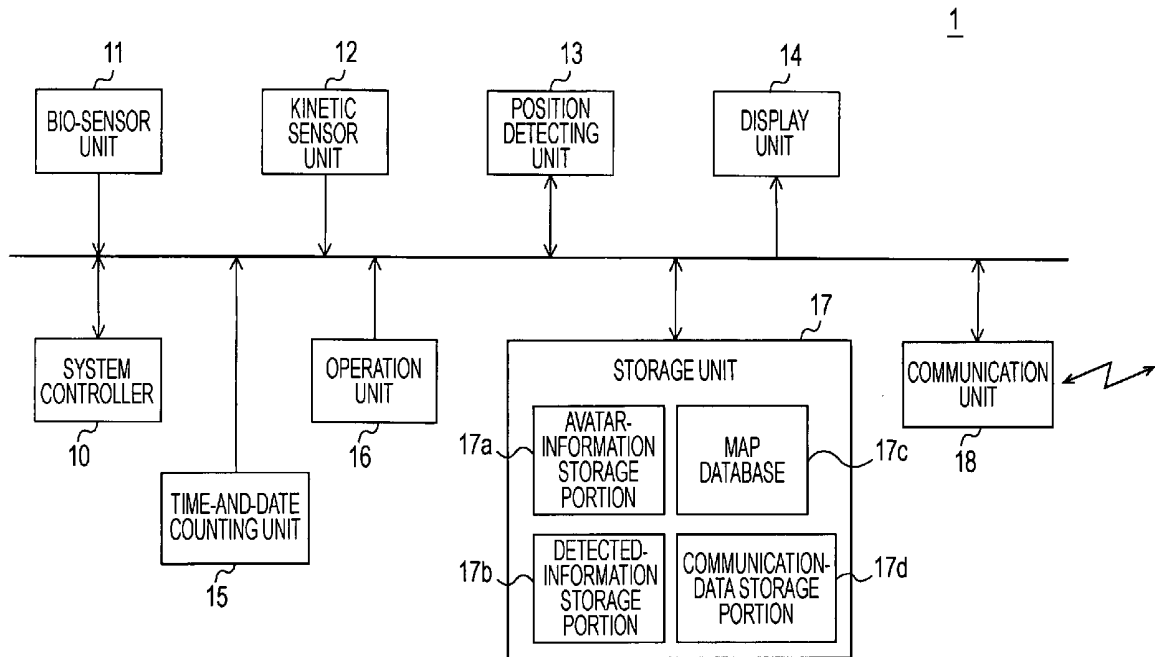 1
11
BIO-SENSOR
UNIT
12
KINETIC
SENSOR
UNIT
13
POSITION
DETECTING
UNIT
14
DISPLAY
UNIT
SYSTEM
CONTROLLER
10
TIME-AND-DATE
COUNTING UNIT
15
OPERATION
UNIT
16
17
STORAGE UNIT
17a
AVATAR-
INFORMATION
STORAGE
PORTION
MAP
DATABASE
17c
17b
DETECTED-
INFORMATION
STORAGE
PORTION
COMMUNICATION-
DATA STORAGE
PORTION
17d
COMMUNICATION
UNIT
18